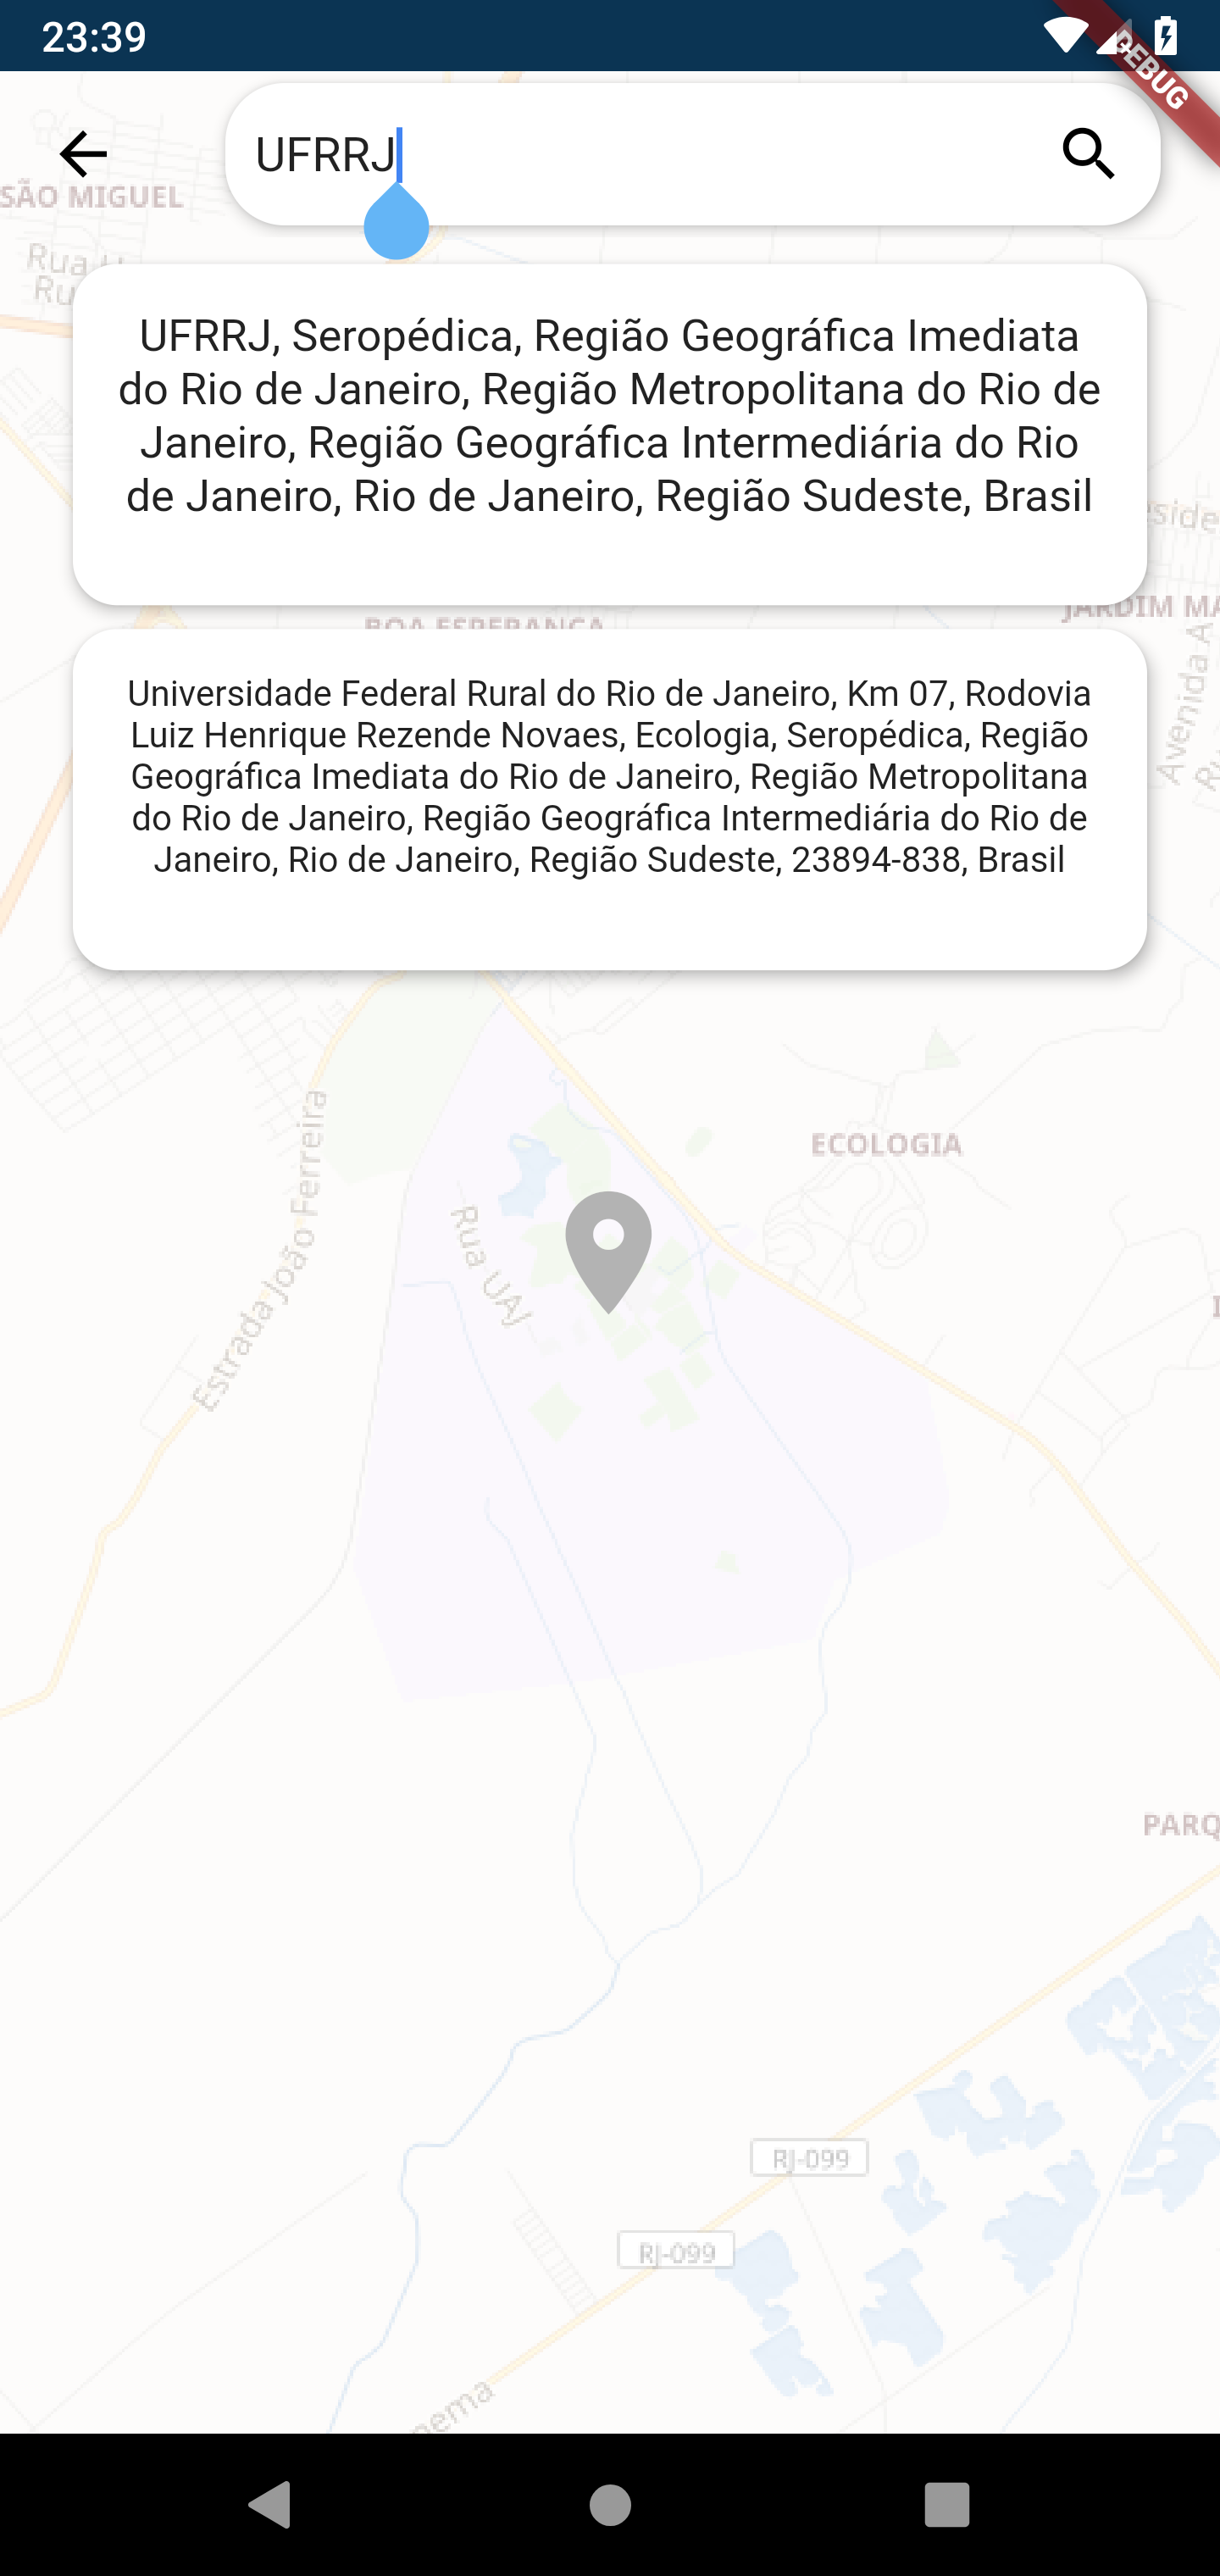 23:39
DEBUG
UFRRJ
SÃO MIGUEL
Rua
UFRRJ, Seropédica, Região Geográfica Imediata
do Rio de Janeiro, Região Metropolitana do Rio de
Janeiro, Região Geográfica Intermediária do Rio
de Janeiro, Rio de Janeiro, Região Sudeste, Brasil
BOA ESPERANÇA
JARDIM
Avenida
Universidade Federal Rural do Rio de Janeiro, Km 07, Rodovia
Luiz Henrique Rezende Novaes, Ecologia, Seropédica, Região
Geográfica Imediata do Rio de Janeiro, Região Metropolitana
do Rio de Janeiro, Região Geográfica Intermediária do Rio de
Janeiro, Rio de Janeiro, Região Sudeste, 23894-838, Brasil
ECOLOGIA
Estrada João Ferreira
Rua UAJ
PARQ
RJ-099
RJ-099